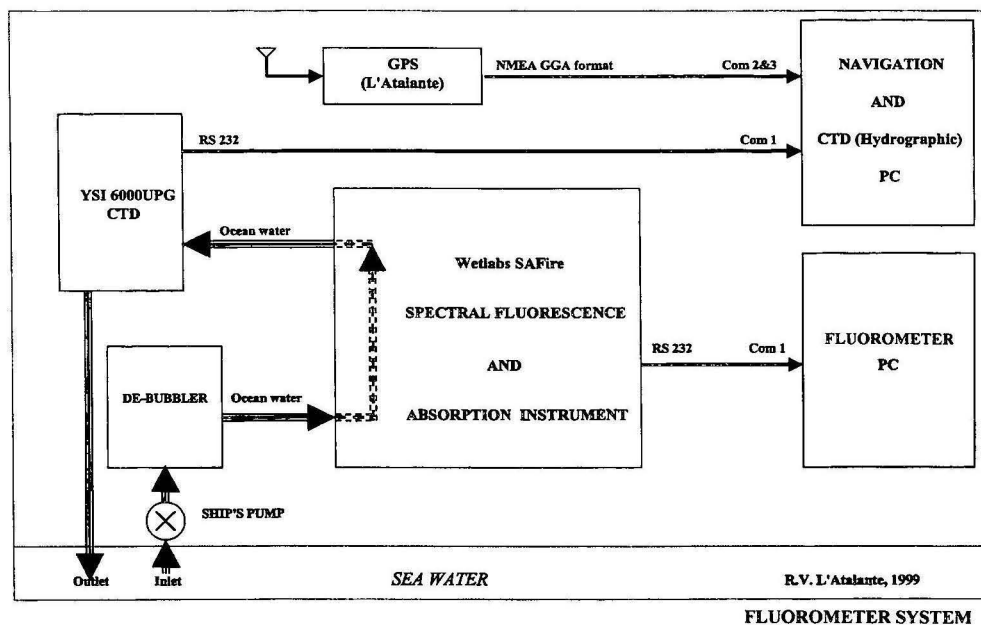 GPS
(L'Atalante)
NMEA GGA format
Com 2&3
NAVIGATION
AND
CTD (Hydrographic)
PC
RS 232
Com 1
YSI 6000UPG
CTD
Ocean water
Wetlabs SAFire
SPECTRAL FLUORESCENCE
AND
ABSORPTION INSTRUMENT
RS 232
Com 1
FLUOROMETER
PC
DE-BUBBLER
Ocean water
SHIP'S PUMP
Outlet
Inlet
SEA WATER
R.V. L'Atalante, 1999
FLUOROMETER SYSTEM